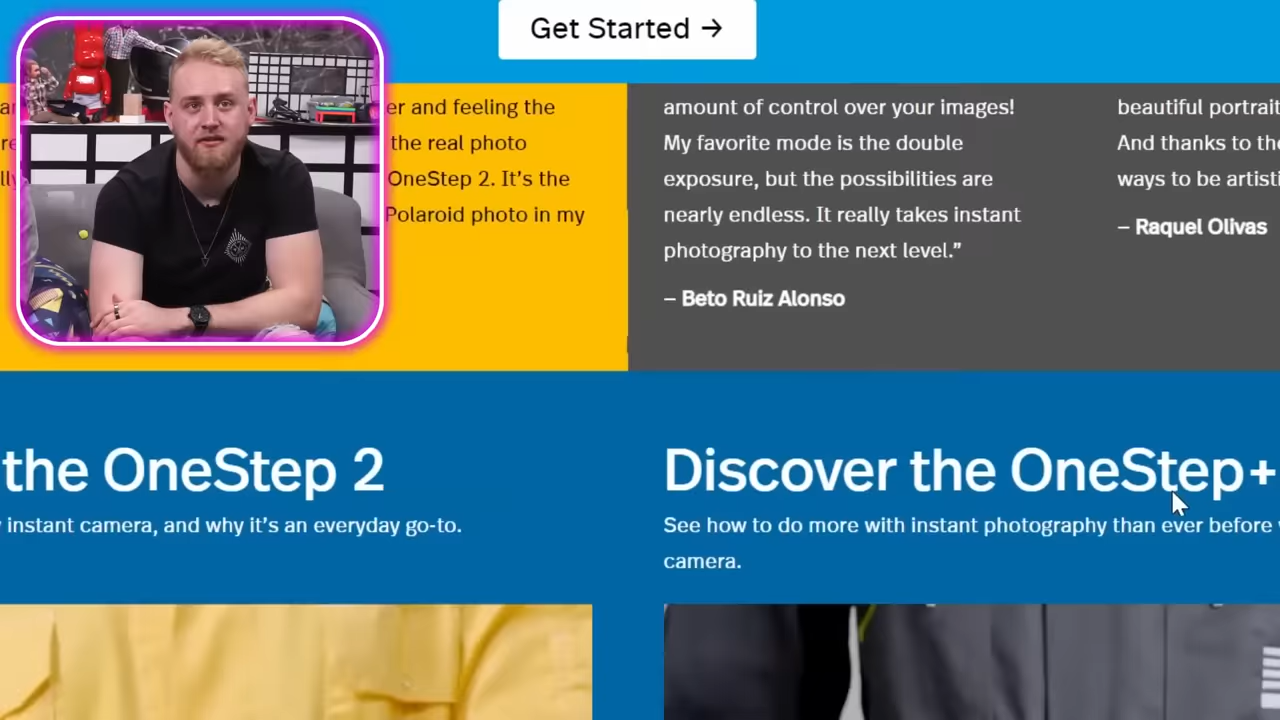 Get Started →
er and feeling the
the real photo
OneStep 2. It’s the
Polaroid photo in my
amount of control over your images!
My favorite mode is the double
exposure, but the possibilities are
nearly endless. It really takes instant
photography to the next level.”
– Beto Ruiz Alonso
beautiful portrait
And thanks to the
ways to be artisti
– Raquel Olivas
the OneStep 2
instant camera, and why it’s an everyday go-to.
Discover the OneStep+
See how to do more with instant photography than ever before
camera.